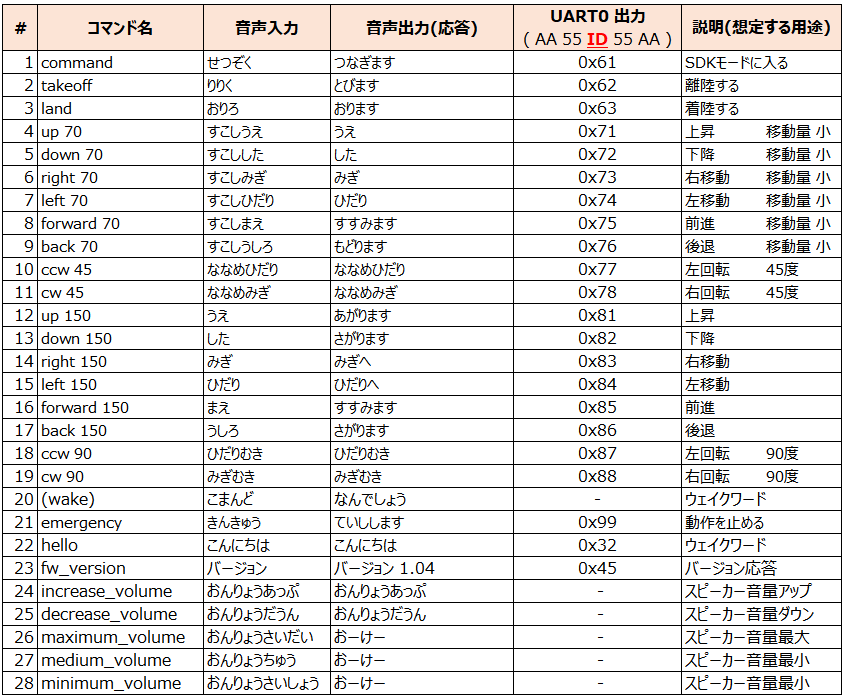 # コマンド名 音声入力 音声出力(応答) UART0 出力 ( AA 55 ID 55 AA ) 説明(想定する用途)
1 command せつぞく つなぎます 0x61 SDKモードに入る
2 takeoff りりく とびます 0x62 離陸する
3 land おりろ おります 0x63 着陸する
4 up 70 すこしうえ うえ 0x71 上昇 移動量 小
5 down 70 すこしした した 0x72 下降 移動量 小
6 right 70 すこしみぎ みぎ 0x73 右移動 移動量 小
7 left 70 すこしひだり ひだり 0x74 左移動 移動量 小
8 forward 70 すこしまえ すすみます 0x75 前進 移動量 小
9 back 70 すこしうしろ もどります 0x76 後退 移動量 小
10 ccw 45 ななめひだり ななめひだり 0x77 左回転 45度
11 cw 45 ななめみぎ ななめみぎ 0x78 右回転 45度
12 up 150 うえ あがります 0x81 上昇
13 down 150 した さがります 0x82 下降
14 right 150 みぎ みぎへ 0x83 右移動
15 left 150 ひだり ひだりへ 0x84 左移動
16 forward 150 まえ すすみます 0x85 前進
17 back 150 うしろ さがります 0x86 後退
18 ccw 90 ひだりむき ひだりむき 0x87 左回転 90度
19 cw 90 みぎむき みぎむき 0x88 右回転 90度
20 (wake) こまんど なんでしょう - ウェイクワード
21 emergency きんきゅう ていしします 0x99 動作を止める
22 hello こんにちは こんにちは 0x32 ウェイクワード
23 fw_version バージョン バージョン 1.04 0x45 バージョン応答
24 increase_volume おんりょうあっぷ おんりょうあっぷ - スピーカー音量アップ
25 decrease_volume おんりょうだうん おんりょうだうん - スピーカー音量ダウン
26 maximum_volume おんりょうさいだい おーけー - スピーカー音量最大
27 medium_volume おんりょうちゅう おーけー - スピーカー音量最小
28 minimum_volume おんりょうさいしょう おーけー - スピーカー音量最小